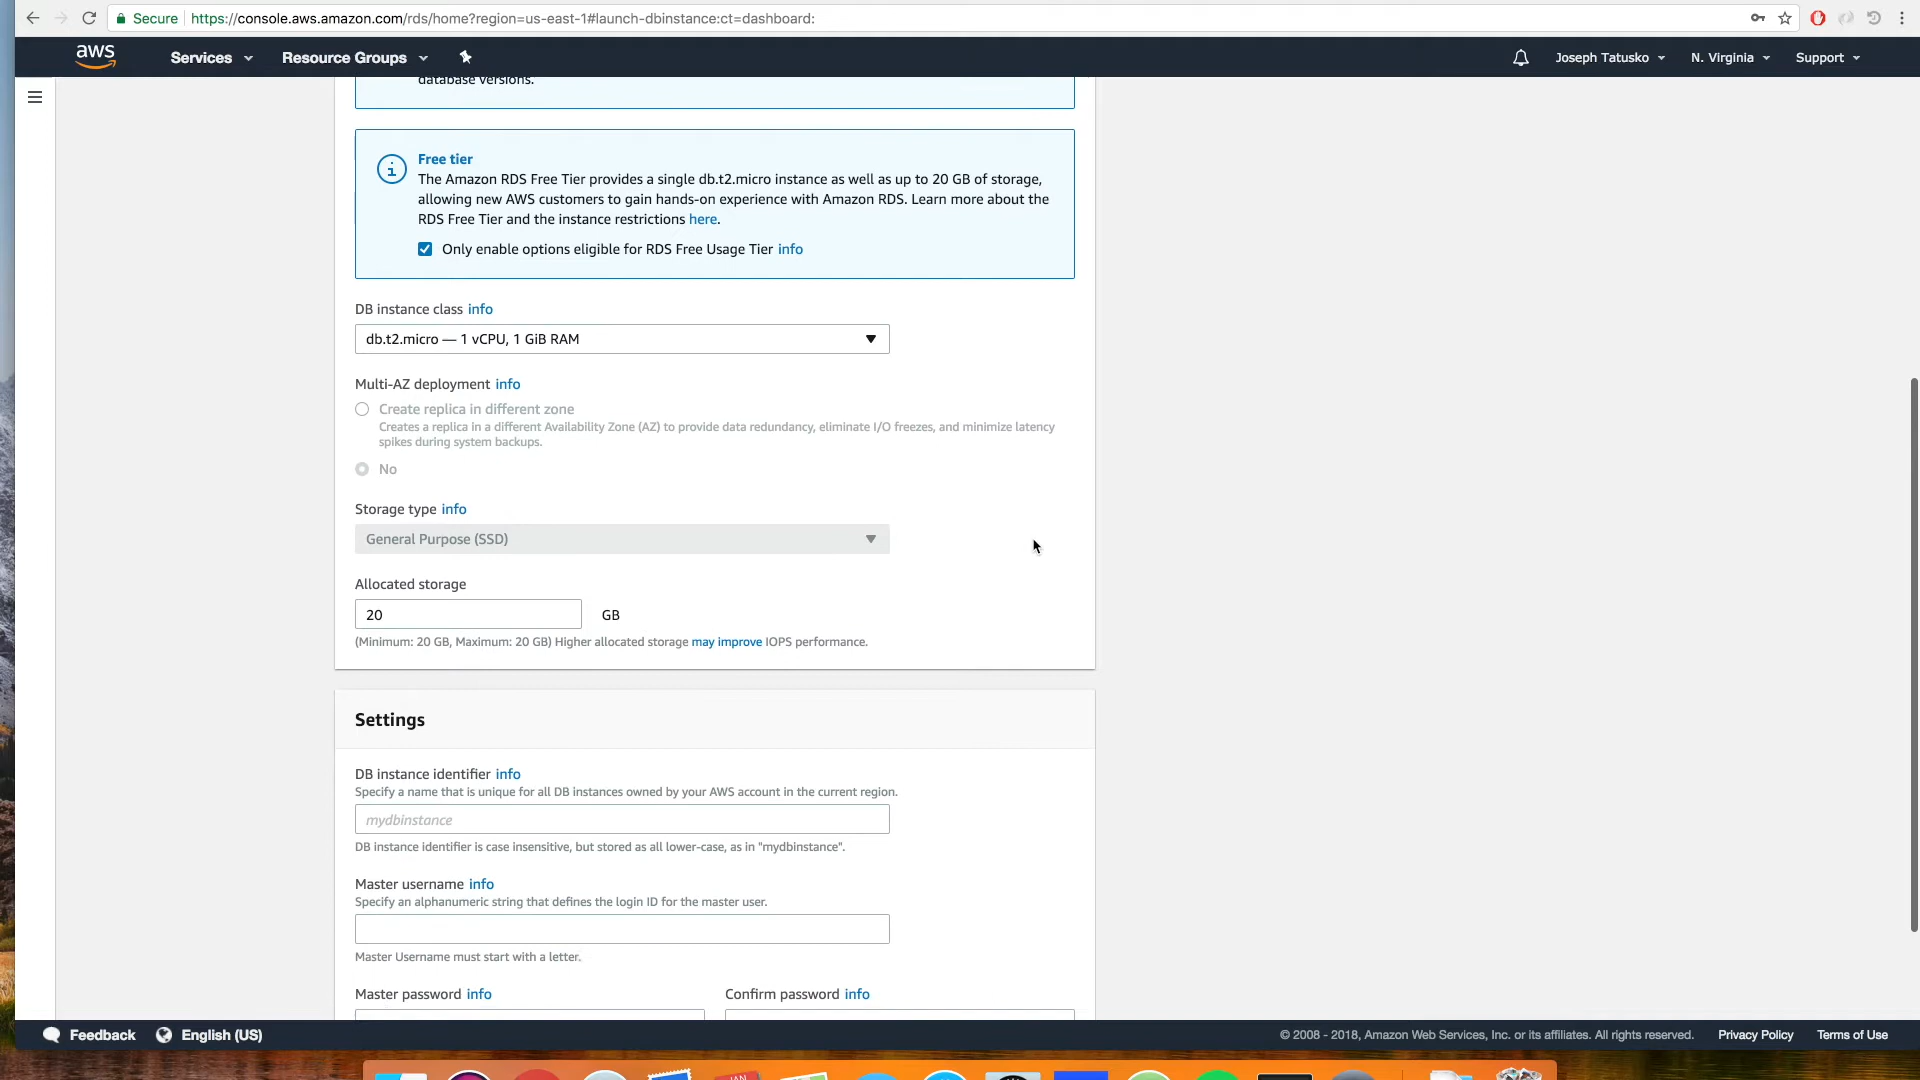 Secure https://console.aws.amazon.com/rds/home?region=us-east-1#launch-dbinstance:ct=dashboard:
aws Services Resource Groups Joseph Tatusko N. Virginia Support
database versions.
Free tier
The Amazon RDS Free Tier provides a single db.t2.micro instance as well as up to 20 GB of storage,
allowing new AWS customers to gain hands-on experience with Amazon RDS. Learn more about the
RDS Free Tier and the instance restrictions here.
Only enable options eligible for RDS Free Usage Tier info
DB instance class info
db.t2.micro — 1 vCPU, 1 GiB RAM
Multi-AZ deployment info
Create replica in different zone
Creates a replica in a different Availability Zone (AZ) to provide data redundancy, eliminate I/O freezes, and minimize latency
spikes during system backups.
No
Storage type info
General Purpose (SSD)
Allocated storage
20 GB
(Minimum: 20 GB, Maximum: 20 GB) Higher allocated storage may improve IOPS performance.
Settings
DB instance identifier info
Specify a name that is unique for all DB instances owned by your AWS account in the current region.
mydbinstance
DB instance identifier is case insensitive, but stored as all lower-case, as in "mydbinstance".
Master username info
Specify an alphanumeric string that defines the login ID for the master user.
Master Username must start with a letter.
Master password info Confirm password info
Feedback English (US) © 2008 - 2018, Amazon Web Services, Inc. or its affiliates. All rights reserved. Privacy Policy Terms of Use
JAN